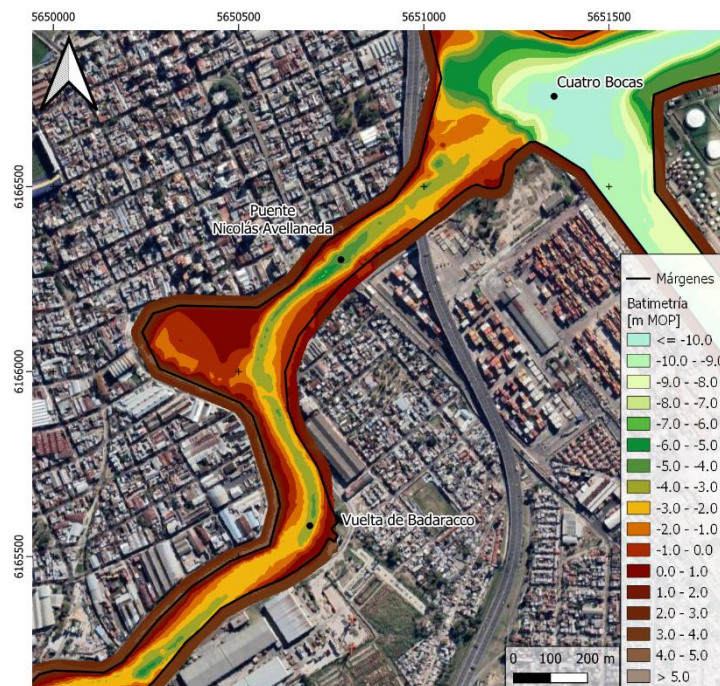 5650000
5650500
5651000
5651500
Cuatro Bocas
6166500
Puente
Nicolás Avellaneda
Márgenes
Batimetría
[m MOP]
<= -10.0
-10.0 - -9.0
-9.0 - -8.0
-8.0 - -7.0
-7.0 - -6.0
-6.0 - -5.0
-5.0 - -4.0
-4.0 - -3.0
-3.0 - -2.0
-2.0 - -1.0
-1.0 - 0.0
0.0 - 1.0
1.0 - 2.0
2.0 - 3.0
3.0 - 4.0
4.0 - 5.0
> 5.0
6166000
Vuelta de Badaracco
6165500
0 100 200 m